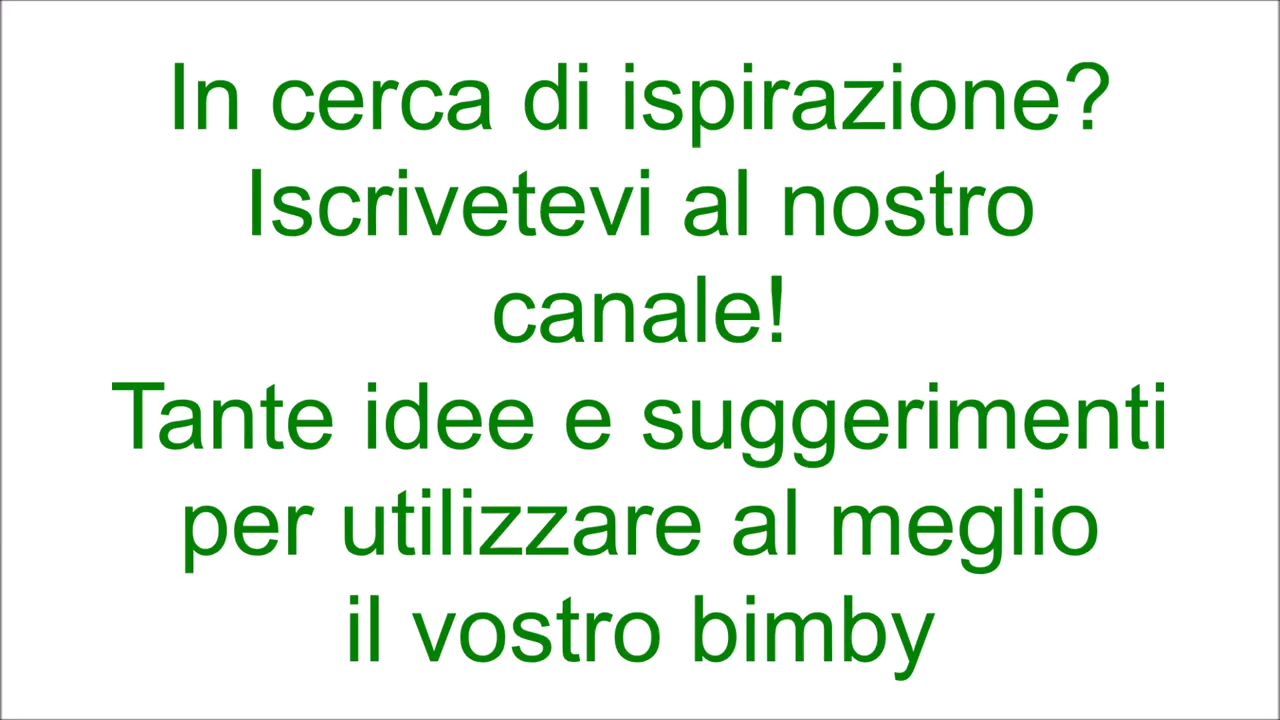 In cerca di ispirazione?
Iscrivetevi al nostro
canale!
Tante idee e suggerimenti
per utilizzare al meglio
il vostro bimby